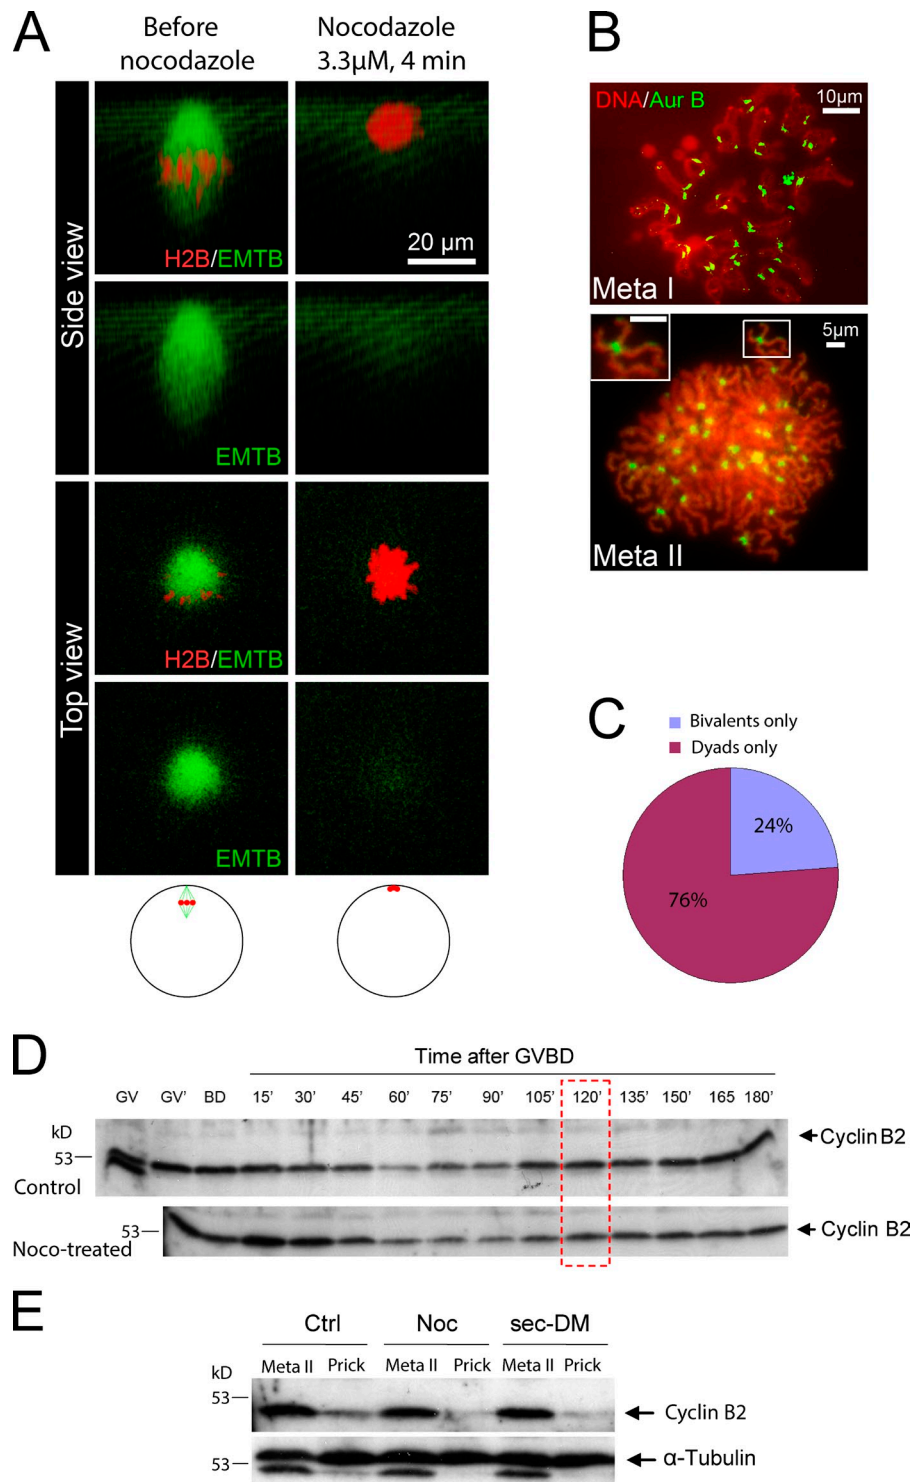 A
Before nocodazole
Nocodazole 3.3µM, 4 min
Side view
H2B/EMTB
20 µm
EMTB
Top view
H2B/EMTB
EMTB
B
DNA/Aur B
10µm
Meta I
5µm
Meta II
C
Bivalents only
Dyads only
24%
76%
D
Time after GVBD
GV GV' BD 15' 30' 45' 60' 75' 90' 105' 120' 135' 150' 165 180'
kD
53
Cyclin B2
Control
53
Cyclin B2
Noco-treated
E
Ctrl Noc sec-DM
kD Meta II Prick Meta II Prick Meta II Prick
53
Cyclin B2
53
α-Tubulin